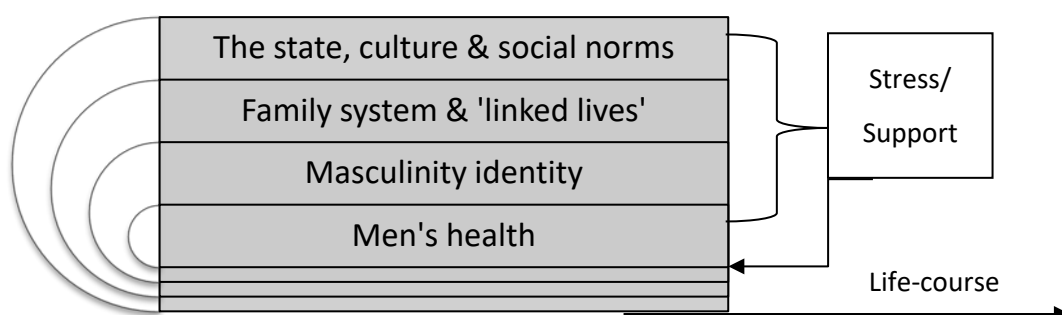 The state, culture & social norms
Family system & 'linked lives'
Masculinity identity
Men's health
Stress/
Support
Life-course